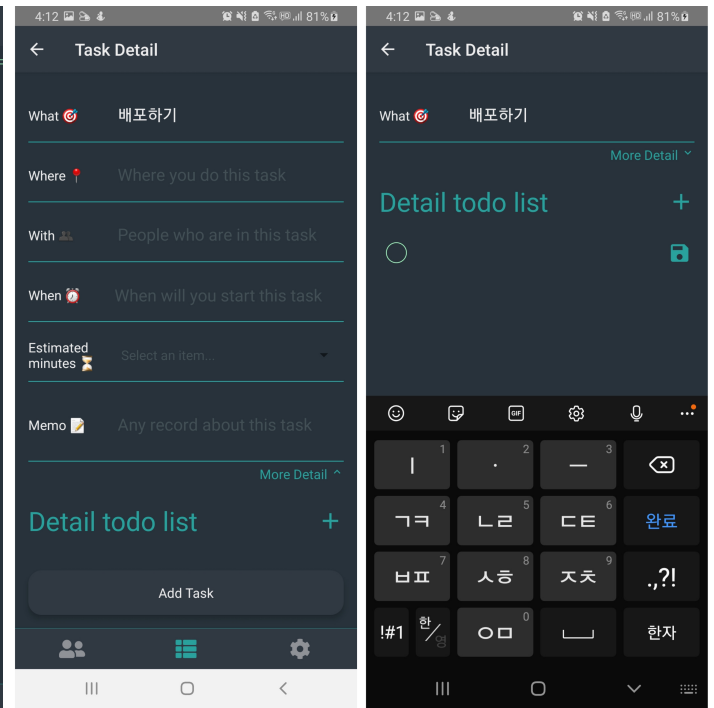 4:12
81%
Task Detail
What 🎯 배포하기
Where 📍 Where you do this task
With 👥 People who are in this task
When ⏰ When will you start this task
Estimated
minutes ⏳ Select an item...
Memo 📝 Any record about this task
More Detail
Detail todo list +
Add Task
4:12
81%
Task Detail
What 🎯 배포하기
More Detail
Detail todo list +
GIF
ㅣ 1
· 2
ㅡ 3
ㄱㅋ 4
ㄴㄹ 5
ㄷㅌ 6
완료
ㅂㅍ 7
ㅅㅎ 8
ㅈㅊ 9
.,?!
!#1
한/영
ㅇㅁ 0
한자